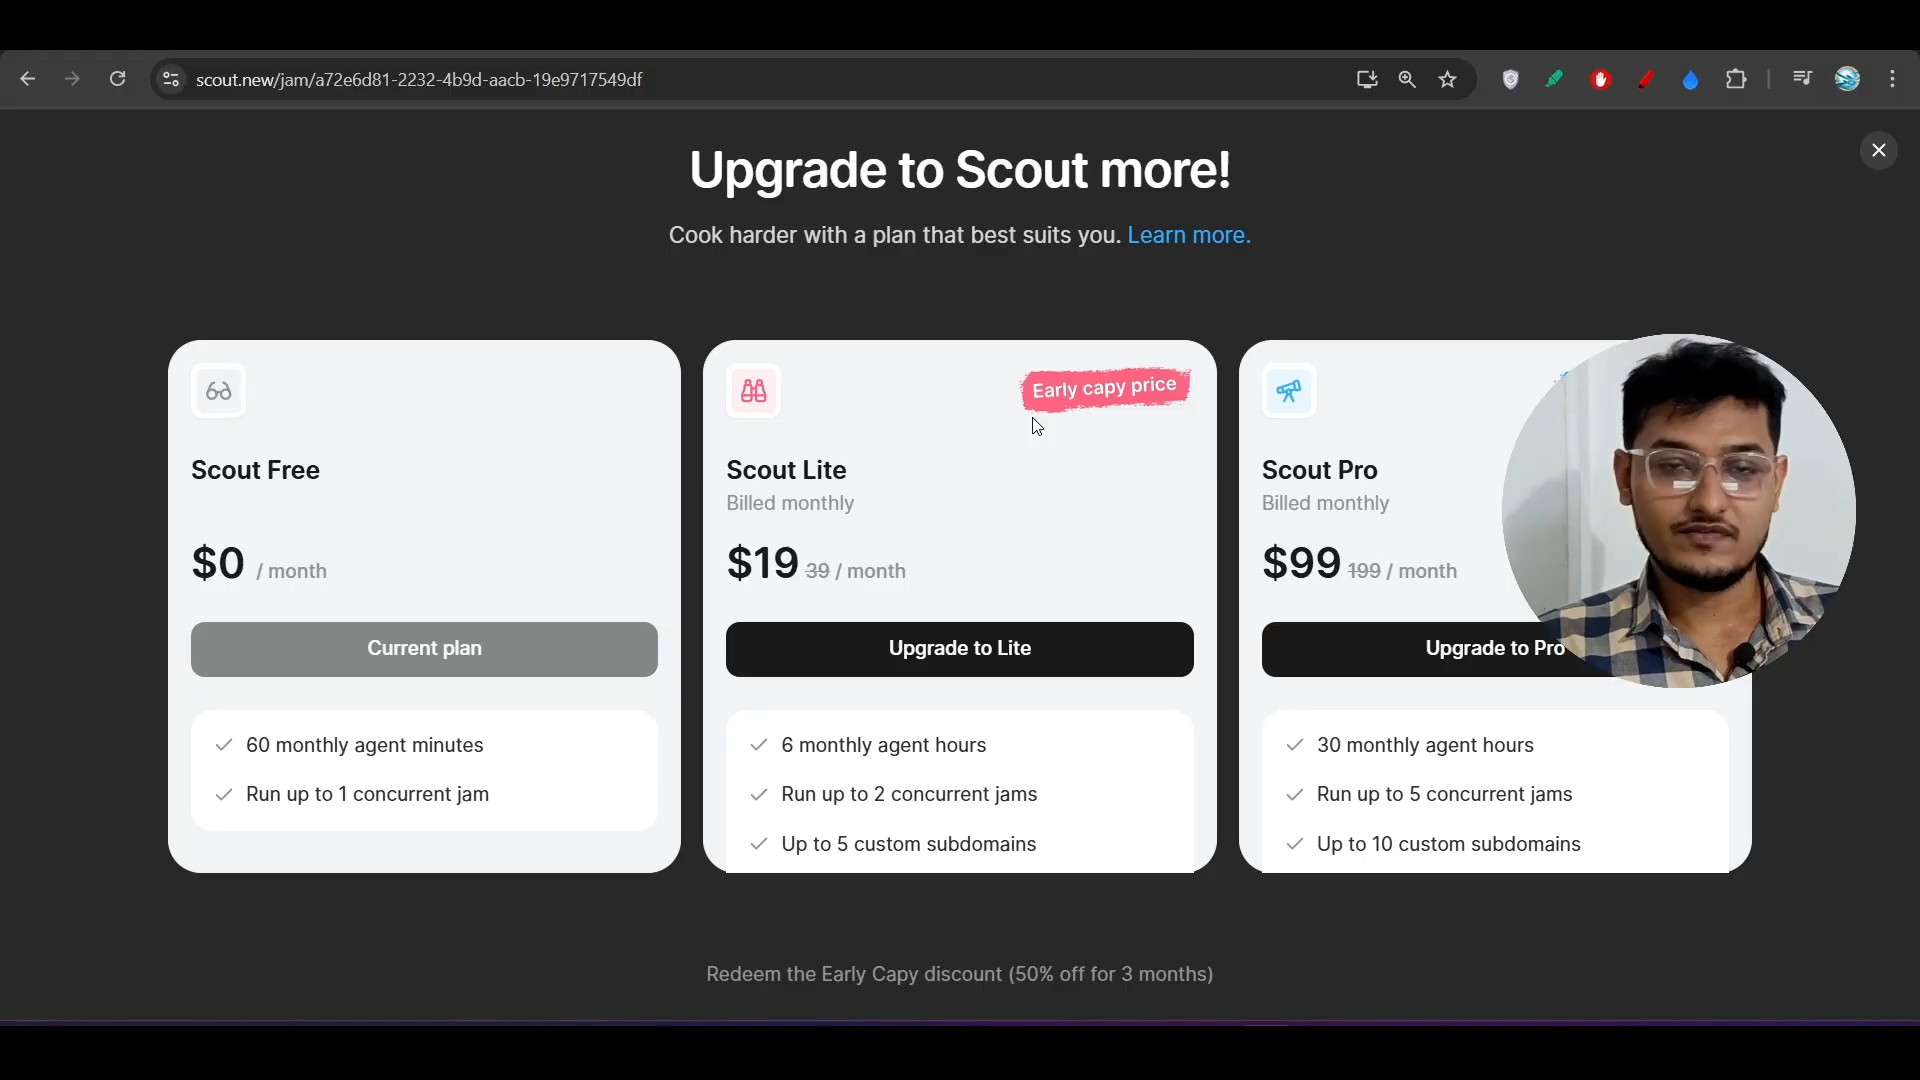 scout.new/jam/a72e6d81-2232-4b9d-aacb-19e9717549df
Upgrade to Scout more!
Cook harder with a plan that best suits you. Learn more.
Scout Free
$0 / month
Current plan
60 monthly agent minutes
Run up to 1 concurrent jam
Early capy price
Scout Lite
Billed monthly
$19 39 / month
Upgrade to Lite
6 monthly agent hours
Run up to 2 concurrent jams
Up to 5 custom subdomains
Scout Pro
Billed monthly
$99 199 / month
Upgrade to Pro
30 monthly agent hours
Run up to 5 concurrent jams
Up to 10 custom subdomains
Redeem the Early Capy discount (50% off for 3 months)